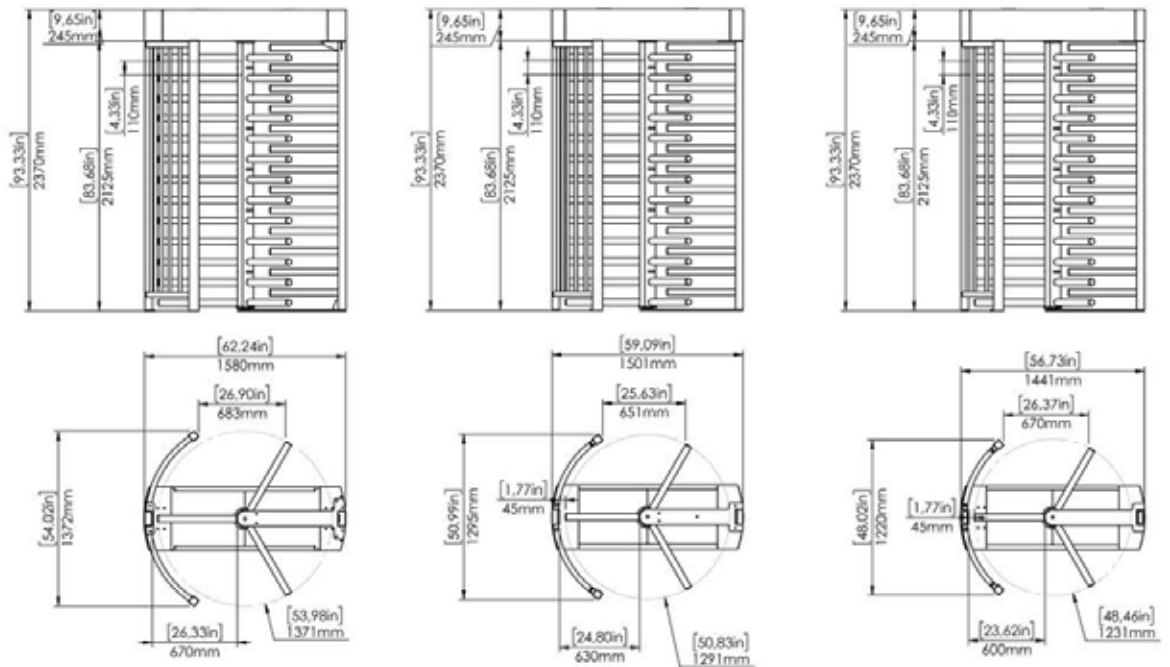 [9,65in]
245mm
[4,33in]
110mm
[93,33in]
2370mm
[83,68in]
2125mm
[9,65in]
245mm
[4,33in]
110mm
[93,33in]
2370mm
[83,68in]
2125mm
[9,65in]
245mm
[4,33in]
110mm
[93,33in]
2370mm
[83,68in]
2125mm
[62,24in]
1580mm
[26,90in]
683mm
[54,02in]
1372mm
[53,98in]
1371mm
[26,33in]
670mm
[59,09in]
1501mm
[25,63in]
651mm
[1,77in]
45mm
[50,99in]
1295mm
[24,80in]
630mm
[50,83in]
1291mm
[56,73in]
1441mm
[26,37in]
670mm
[1,77in]
45mm
[48,02in]
1220mm
[48,46in]
1231mm
[23,62in]
600mm